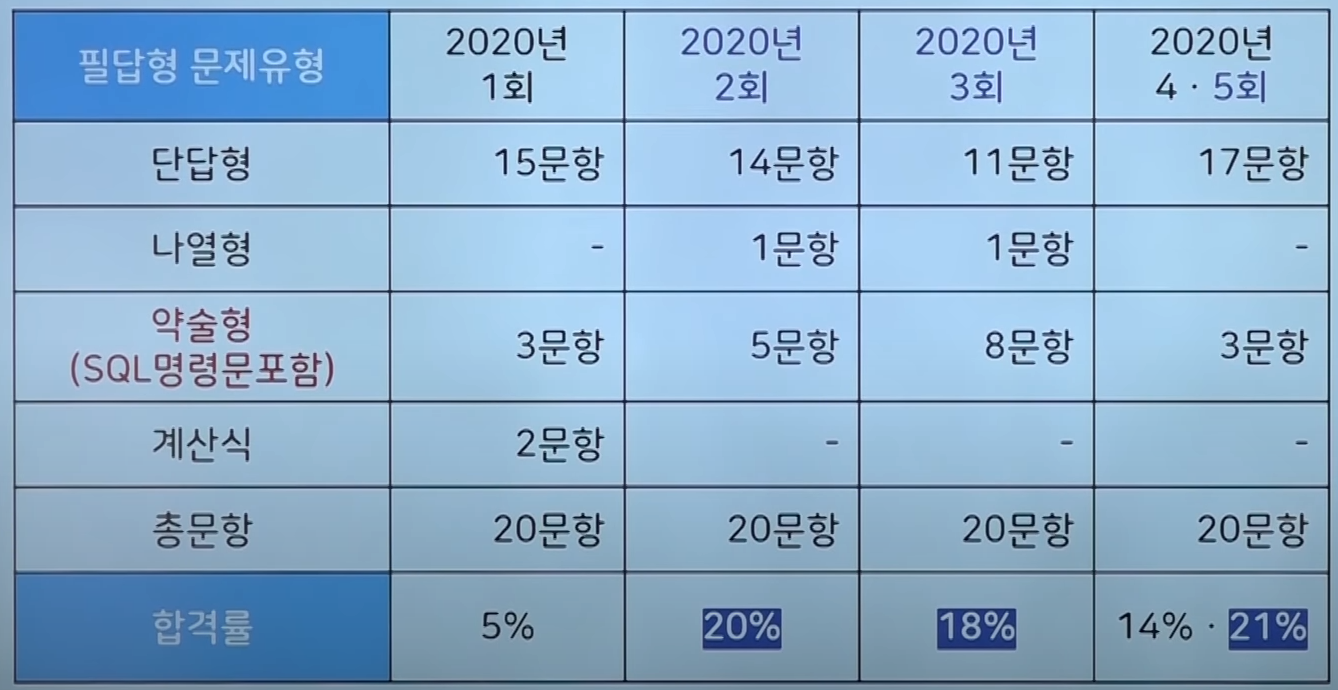 필답형 문제유형 2020년 1회 2020년 2회 2020년 3회 2020년 4 · 5회
단답형 15문항 14문항 11문항 17문항
나열형 - 1문항 1문항 -
약술형 (SQL명령문포함) 3문항 5문항 8문항 3문항
계산식 2문항 - - -
총문항 20문항 20문항 20문항 20문항
합격률 5% 20% 18% 14% · 21%